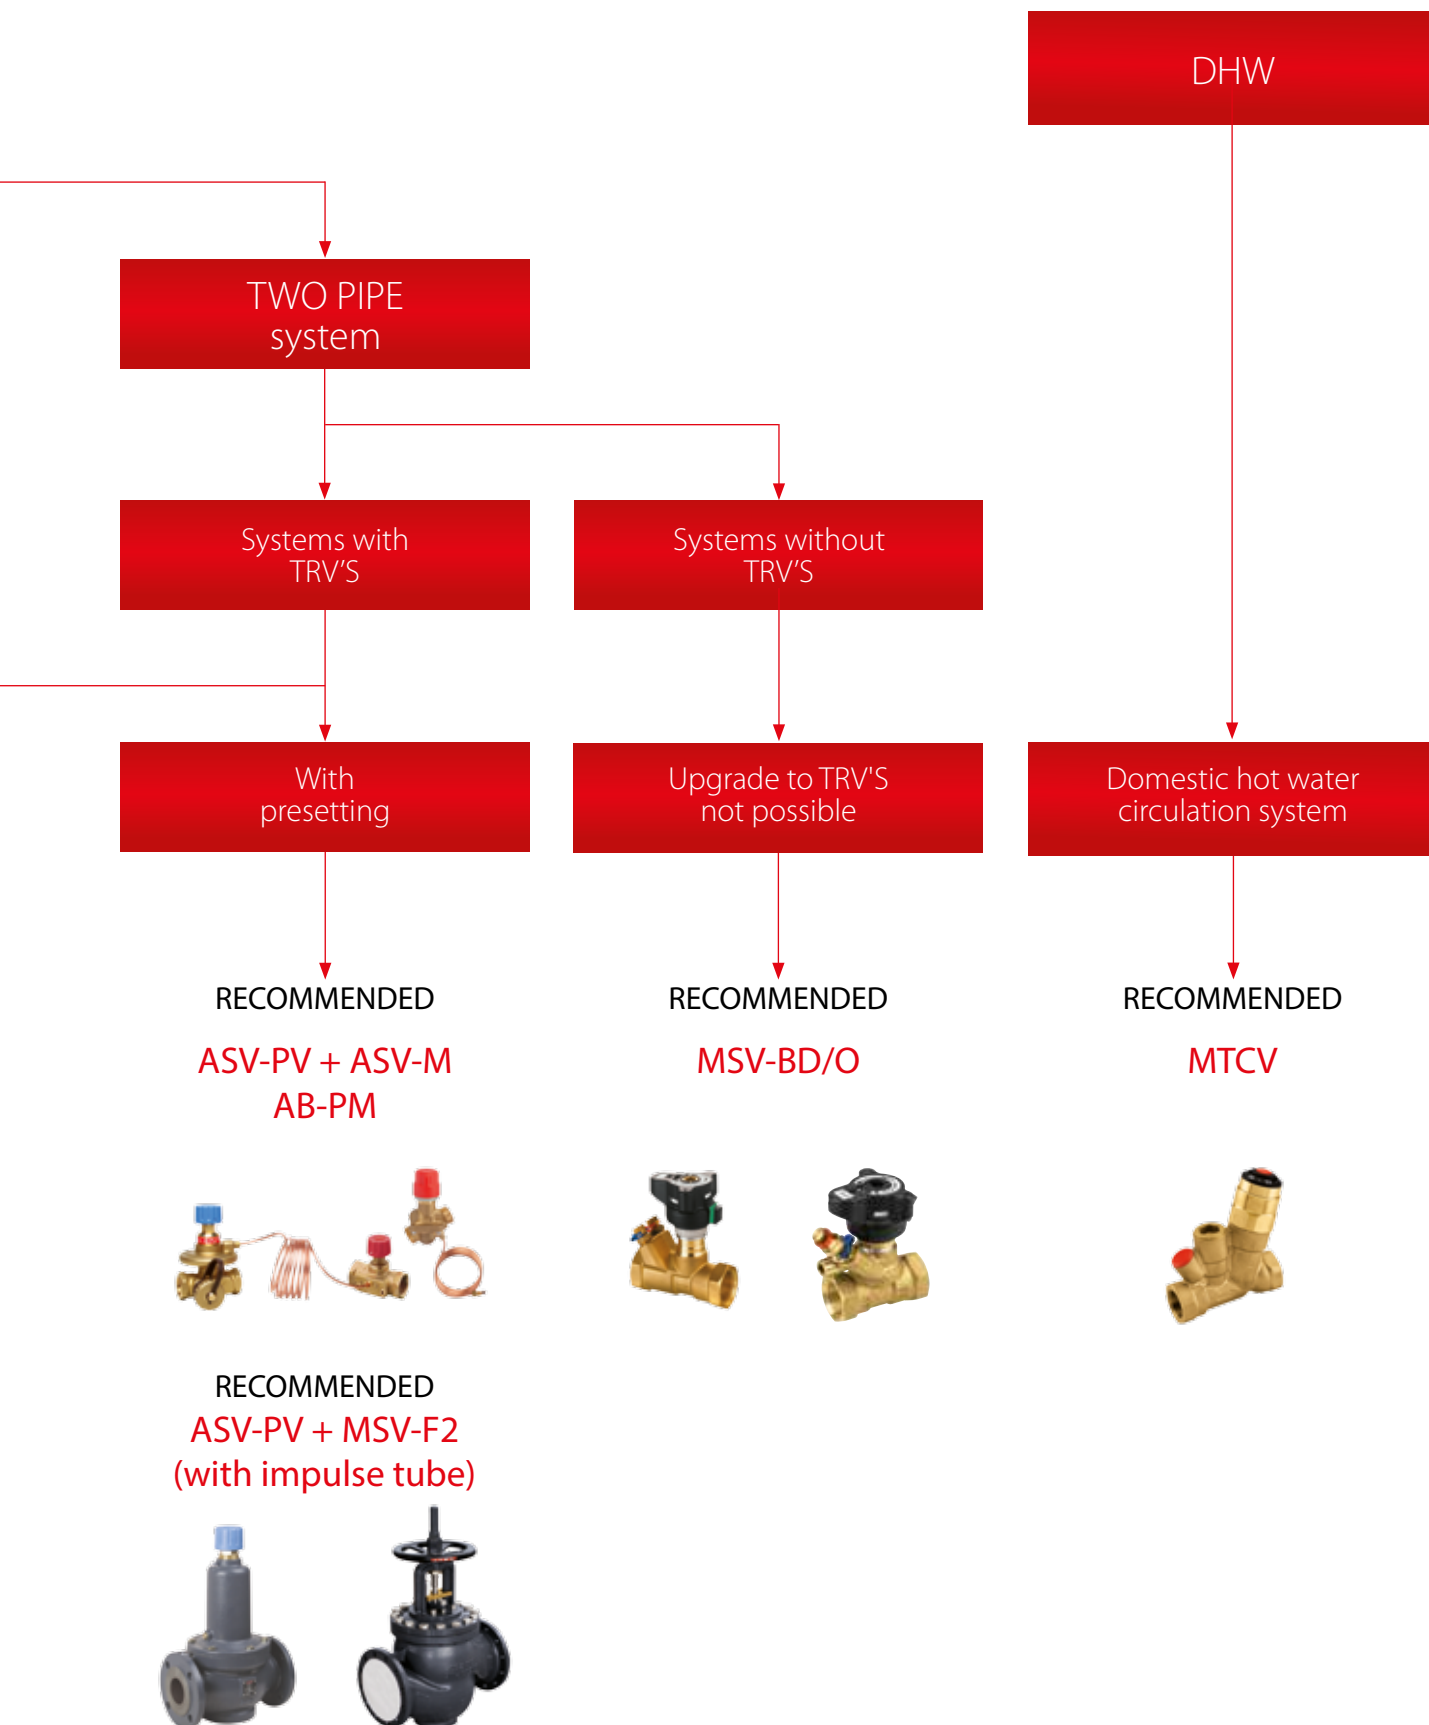 DHW
TWO PIPE
system
Systems with
TRV’S
Systems without
TRV’S
With
presetting
Upgrade to TRV'S
not possible
Domestic hot water
circulation system
RECOMMENDED
ASV-PV + ASV-M
AB-PM
RECOMMENDED
MSV-BD/O
RECOMMENDED
MTCV
RECOMMENDED
ASV-PV + MSV-F2
(with impulse tube)